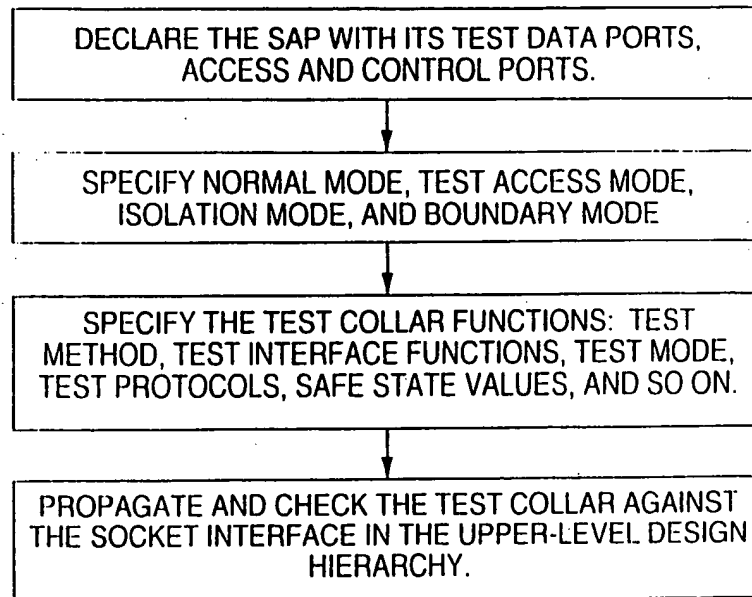 DECLARE THE SAP WITH ITS TEST DATA PORTS,
ACCESS AND CONTROL PORTS.
SPECIFY NORMAL MODE, TEST ACCESS MODE,
ISOLATION MODE, AND BOUNDARY MODE
SPECIFY THE TEST COLLAR FUNCTIONS: TEST
METHOD, TEST INTERFACE FUNCTIONS, TEST MODE,
TEST PROTOCOLS, SAFE STATE VALUES, AND SO ON.
PROPAGATE AND CHECK THE TEST COLLAR AGAINST
THE SOCKET INTERFACE IN THE UPPER-LEVEL DESIGN
HIERARCHY.